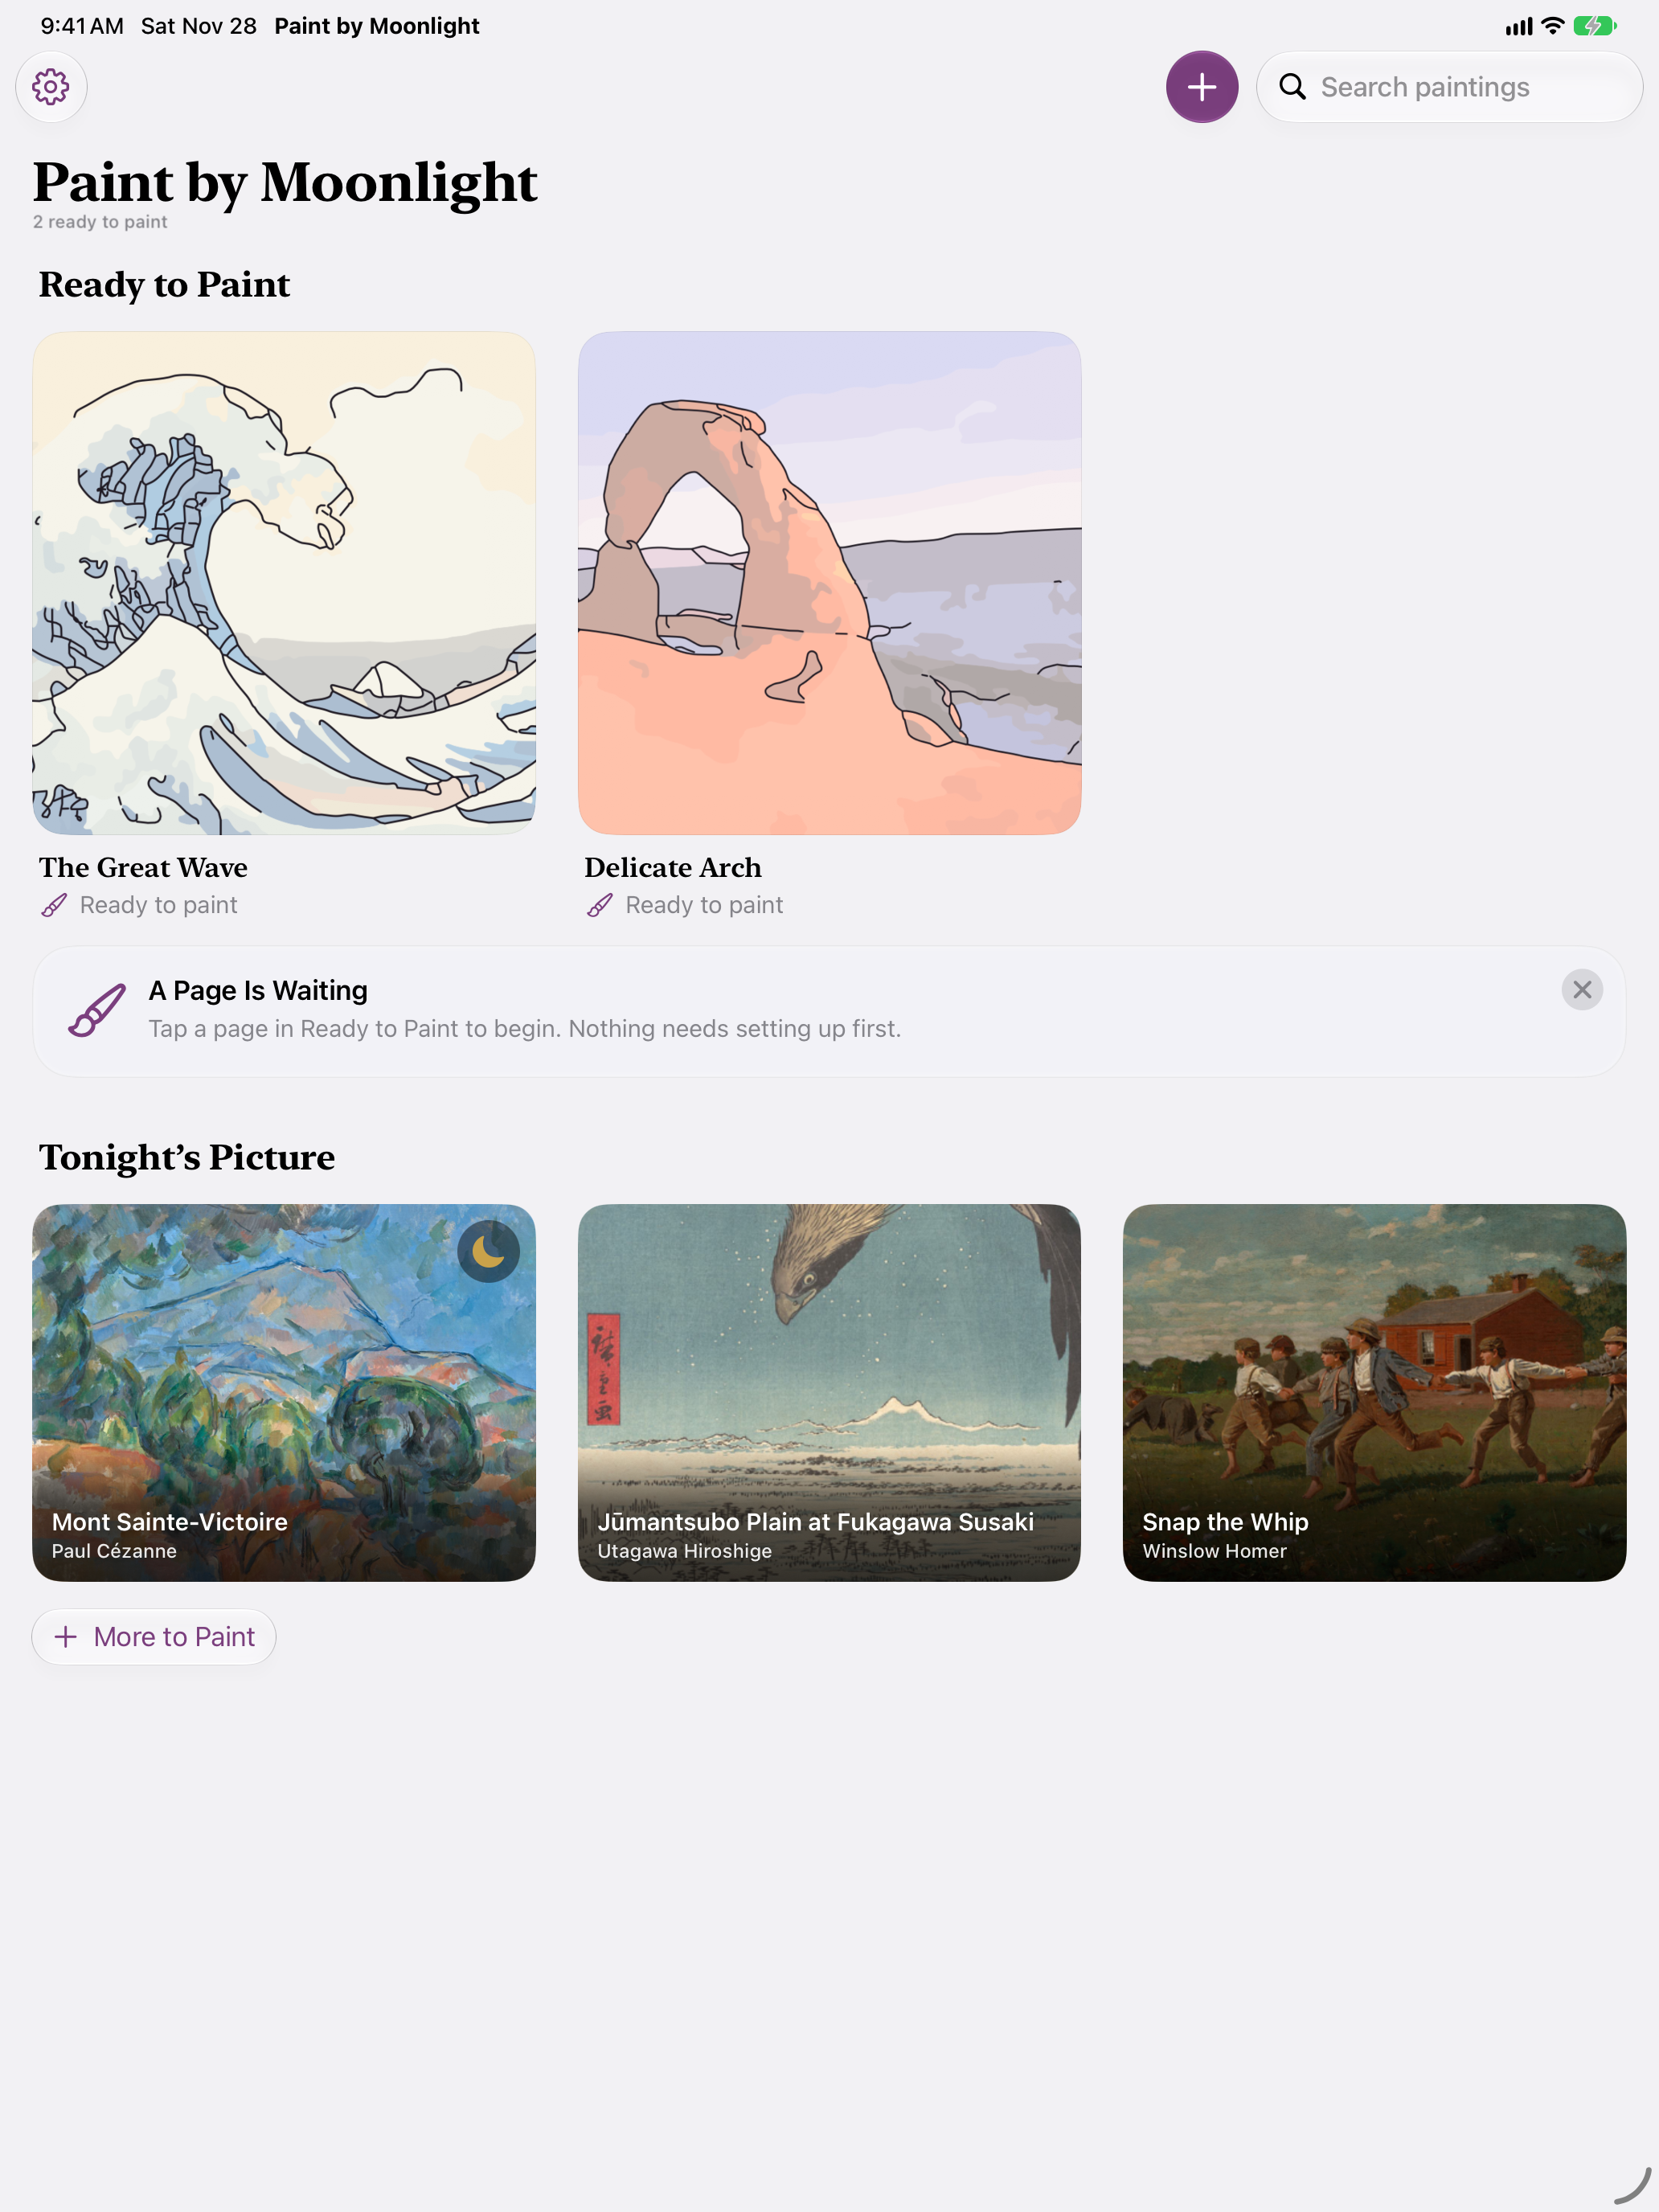 9:41 AM Sat Nov 28 Paint by Moonlight
Search paintings
Paint by Moonlight
2 ready to paint
Ready to Paint
The Great Wave
Ready to paint
Delicate Arch
Ready to paint
A Page Is Waiting
Tap a page in Ready to Paint to begin. Nothing needs setting up first.
Tonight’s Picture
Mont Sainte-Victoire
Paul Cézanne
Jūmantsubo Plain at Fukagawa Susaki
Utagawa Hiroshige
Snap the Whip
Winslow Homer
More to Paint